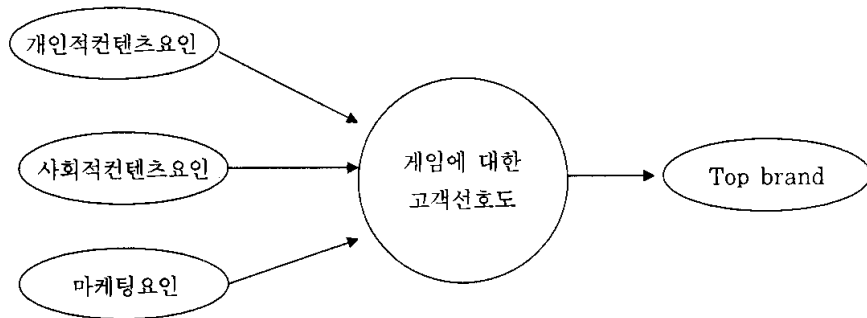 개인적컨텐츠요인
사회적컨텐츠요인
마케팅요인
게임에 대한
고객선호도
Top brand